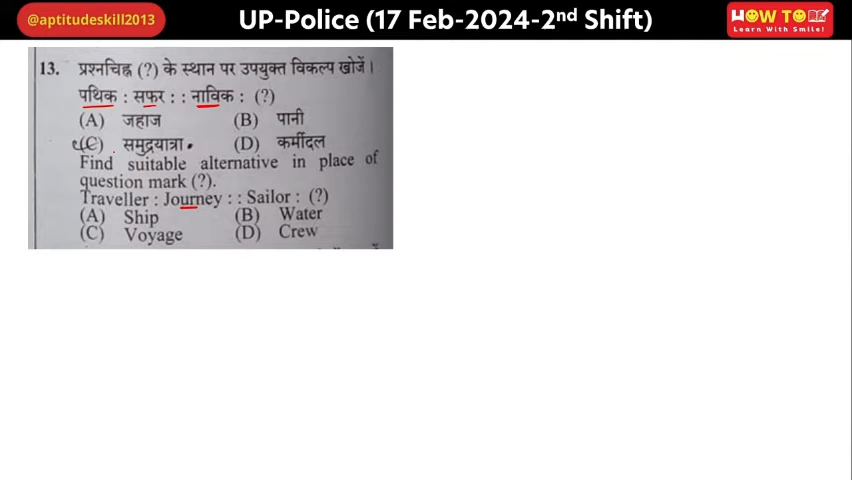 @aptitudeskill2013
UP-Police (17 Feb-2024-2nd Shift)
HOW TO
Learn With Smile!
13. प्रश्नचिह्न (?) के स्थान पर उपयुक्त विकल्प खोजें।
पथिक : सफर : : नाविक : (?)
(A) जहाज (B) पानी
(C) समुद्रयात्रा (D) कर्मीदल
Find suitable alternative in place of
question mark (?).
Traveller : Journey : : Sailor : (?)
(A) Ship (B) Water
(C) Voyage (D) Crew